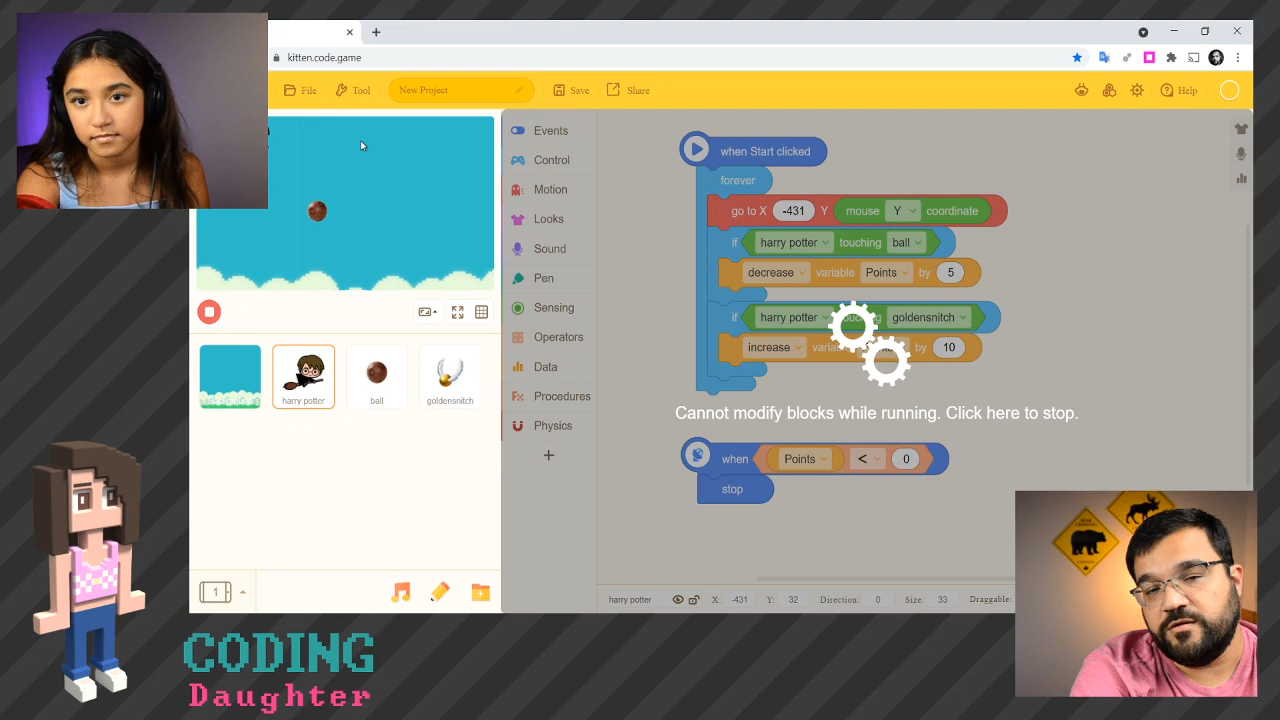 kitten.code.game
File
Tool
New Project
Save
Share
Help
Events
Control
Motion
Looks
Sound
Pen
Sensing
Operators
Data
Procedures
Physics
when Start clicked
forever
go to X -431 Y mouse Y coordinate
if harry potter touching ball
decrease variable Points by 5
if harry potter goldensnitch
increase by 10
Cannot modify blocks while running. Click here to stop.
when Points < 0
stop
harry potter
ball
goldensnitch
1
harry potter X: -431 Y: 32 Direction: 0 Size: 33 Draggable:
CODING
Daughter